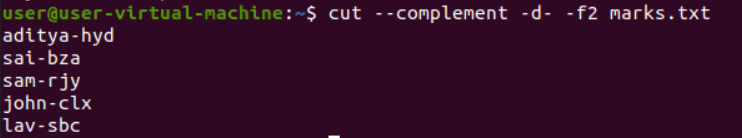 user@user-virtual-machine:~$ cut --complement -d- -f2 marks.txt
aditya-hyd
sai-bza
sam-rjy
john-clx
lav-sbc